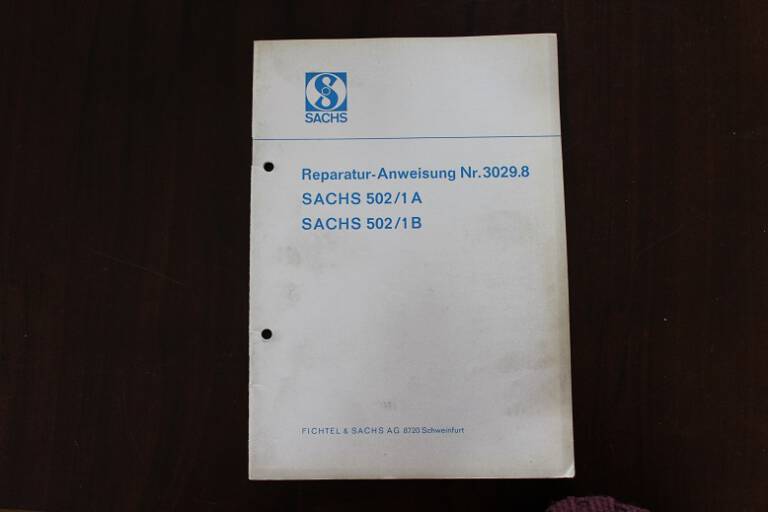 SACHS
Reparatur-Anweisung Nr. 3029.8
SACHS 502/1 A
SACHS 502/1 B
FICHTEL & SACHS AG 8720 Schweinfurt